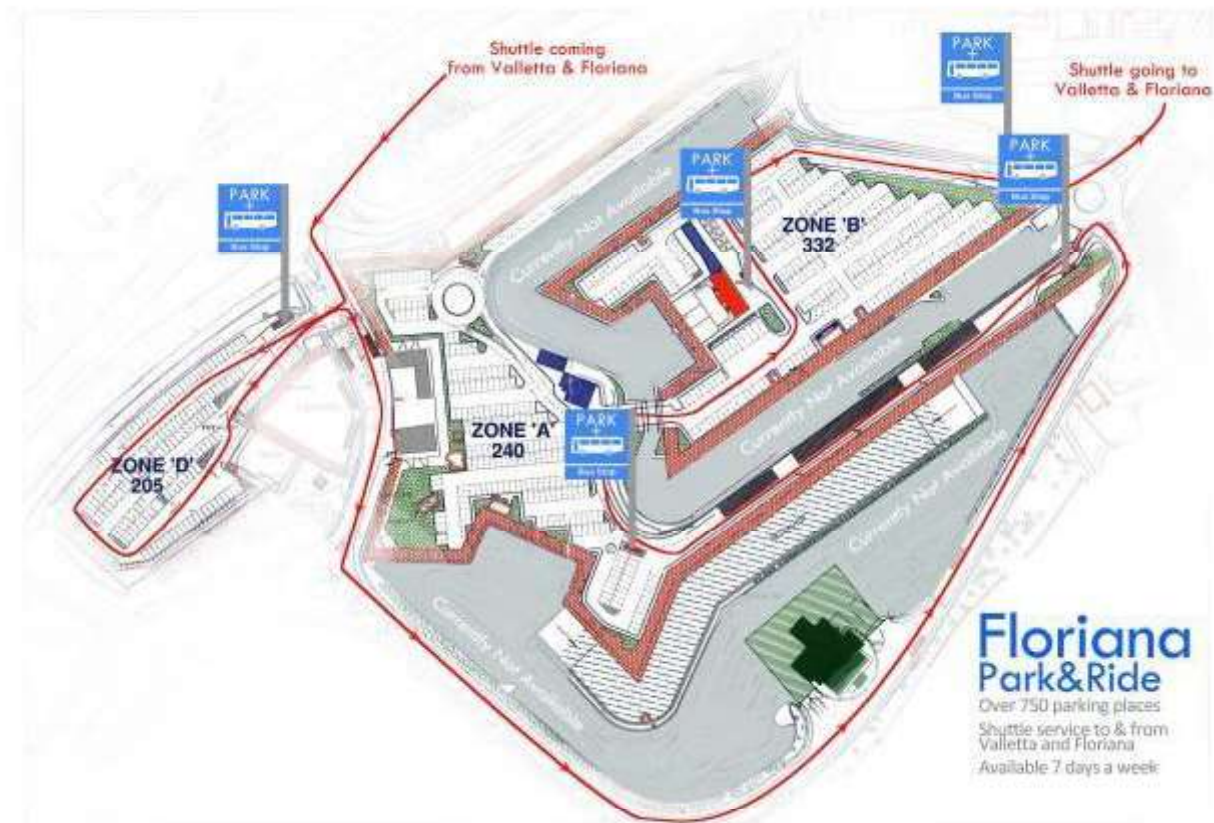 Shuttle coming
from Valletta & Floriana
PARK
+
Bus Stop
Shuttle going to
Valletta & Floriana
PARK
+
Bus Stop
PARK
+
Bus Stop
PARK
+
Bus Stop
Currently Not Available
ZONE 'B'
332
ZONE 'D'
205
ZONE 'A'
240
PARK
+
Bus Stop
Currently Not Available
Currently Not Available
Currently Not Available
Floriana
Park&Ride
Over 750 parking places
Shuttle service to & from
Valletta and Floriana
Available 7 days a week